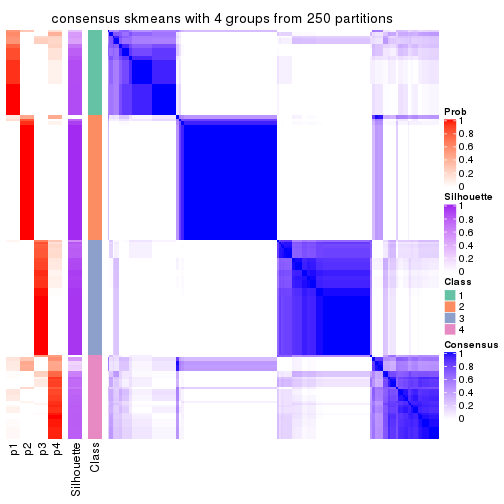 consensus skmeans with 4 groups from 250 partitions
p1
p2
p3
p4
Silhouette
Class
Prob
1
0.8
0.6
0.4
0.2
0
Silhouette
1
0.8
0.6
0.4
0.2
0
Class
1
2
3
4
Consensus
1
0.8
0.6
0.4
0.2
0